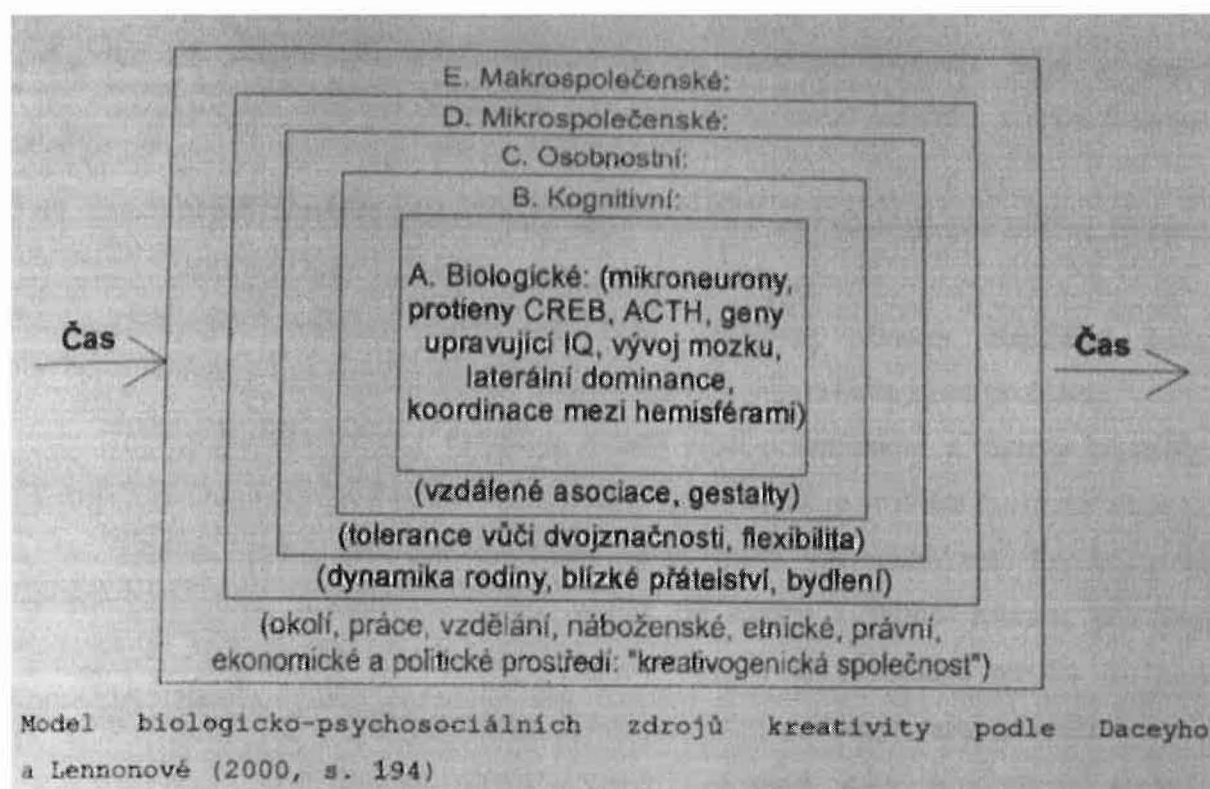 E. Makrospolečenské:
D. Mikrospolečenské:
C. Osobnostní:
B. Kognitivní:
A. Biologické: (mikroneurony,
protieny CREB, ACTH, geny
upravující IQ, vývoj mozku,
laterální dominance,
koordinace mezi hemisférami)
Čas
Čas
(vzdálené asociace, gestalty)
(tolerance vůči dvojznačnosti, flexibilita)
(dynamika rodiny, blízké přátelství, bydlení)
(okolí, práce, vzdělání, náboženské, etnické, právní,
ekonomické a politické prostředí: "kreativogenická společnost")
Model biologicko-psychosociálních zdrojů kreativity podle Daceyho
a Lennonové (2000, s. 194)